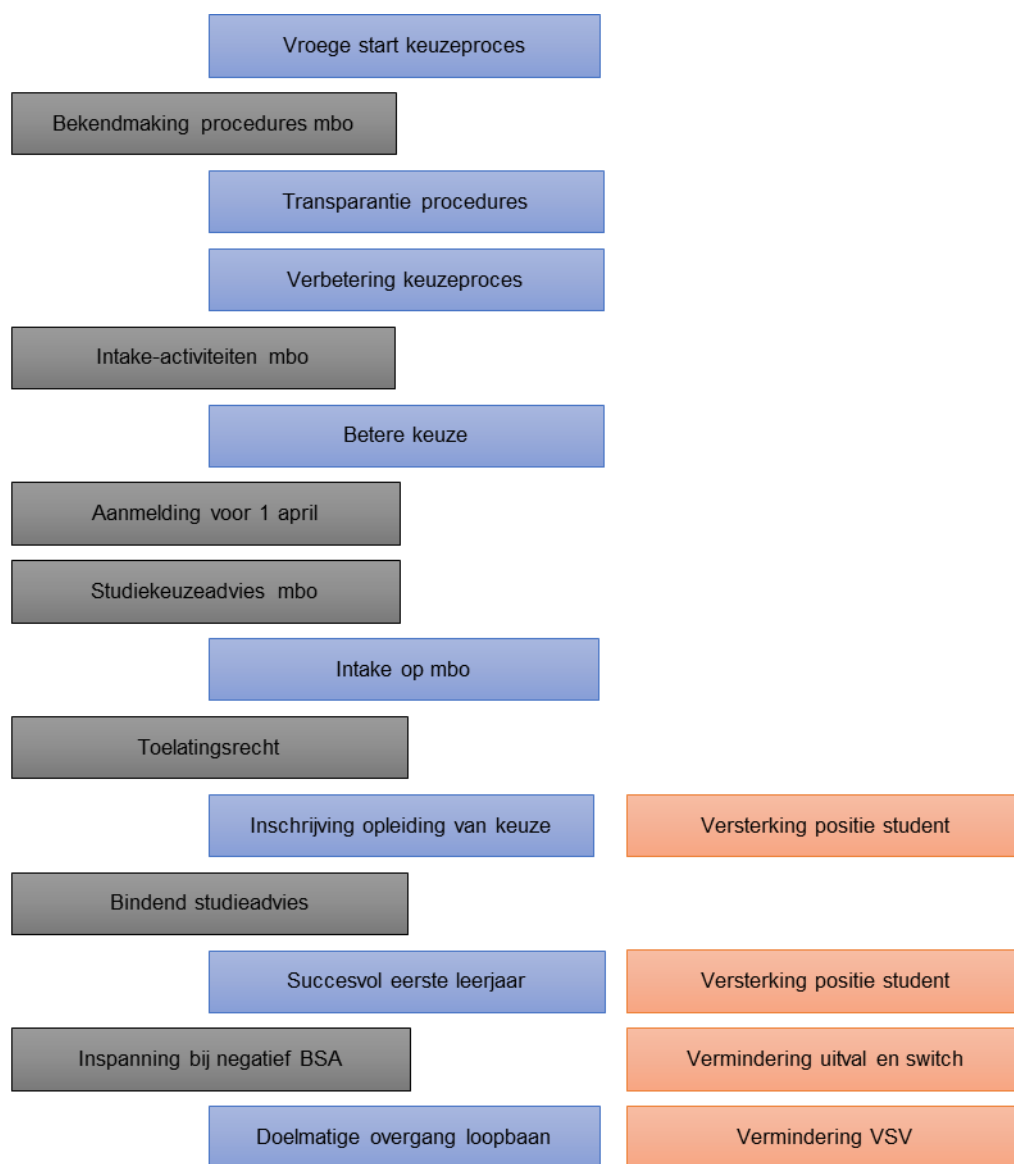 Vroege start keuzeproces
Bekendmaking procedures mbo
Transparantie procedures
Verbetering keuzeproces
Intake-activiteiten mbo
Betere keuze
Aanmelding voor 1 april
Studiekeuzeadvies mbo
Intake op mbo
Toelatingsrecht
Inschrijving opleiding van keuze
Versterking positie student
Bindend studieadvies
Succesvol eerste leerjaar
Versterking positie student
Inspanning bij negatief BSA
Vermindering uitval en switch
Doelmatige overgang loopbaan
Vermindering VSV